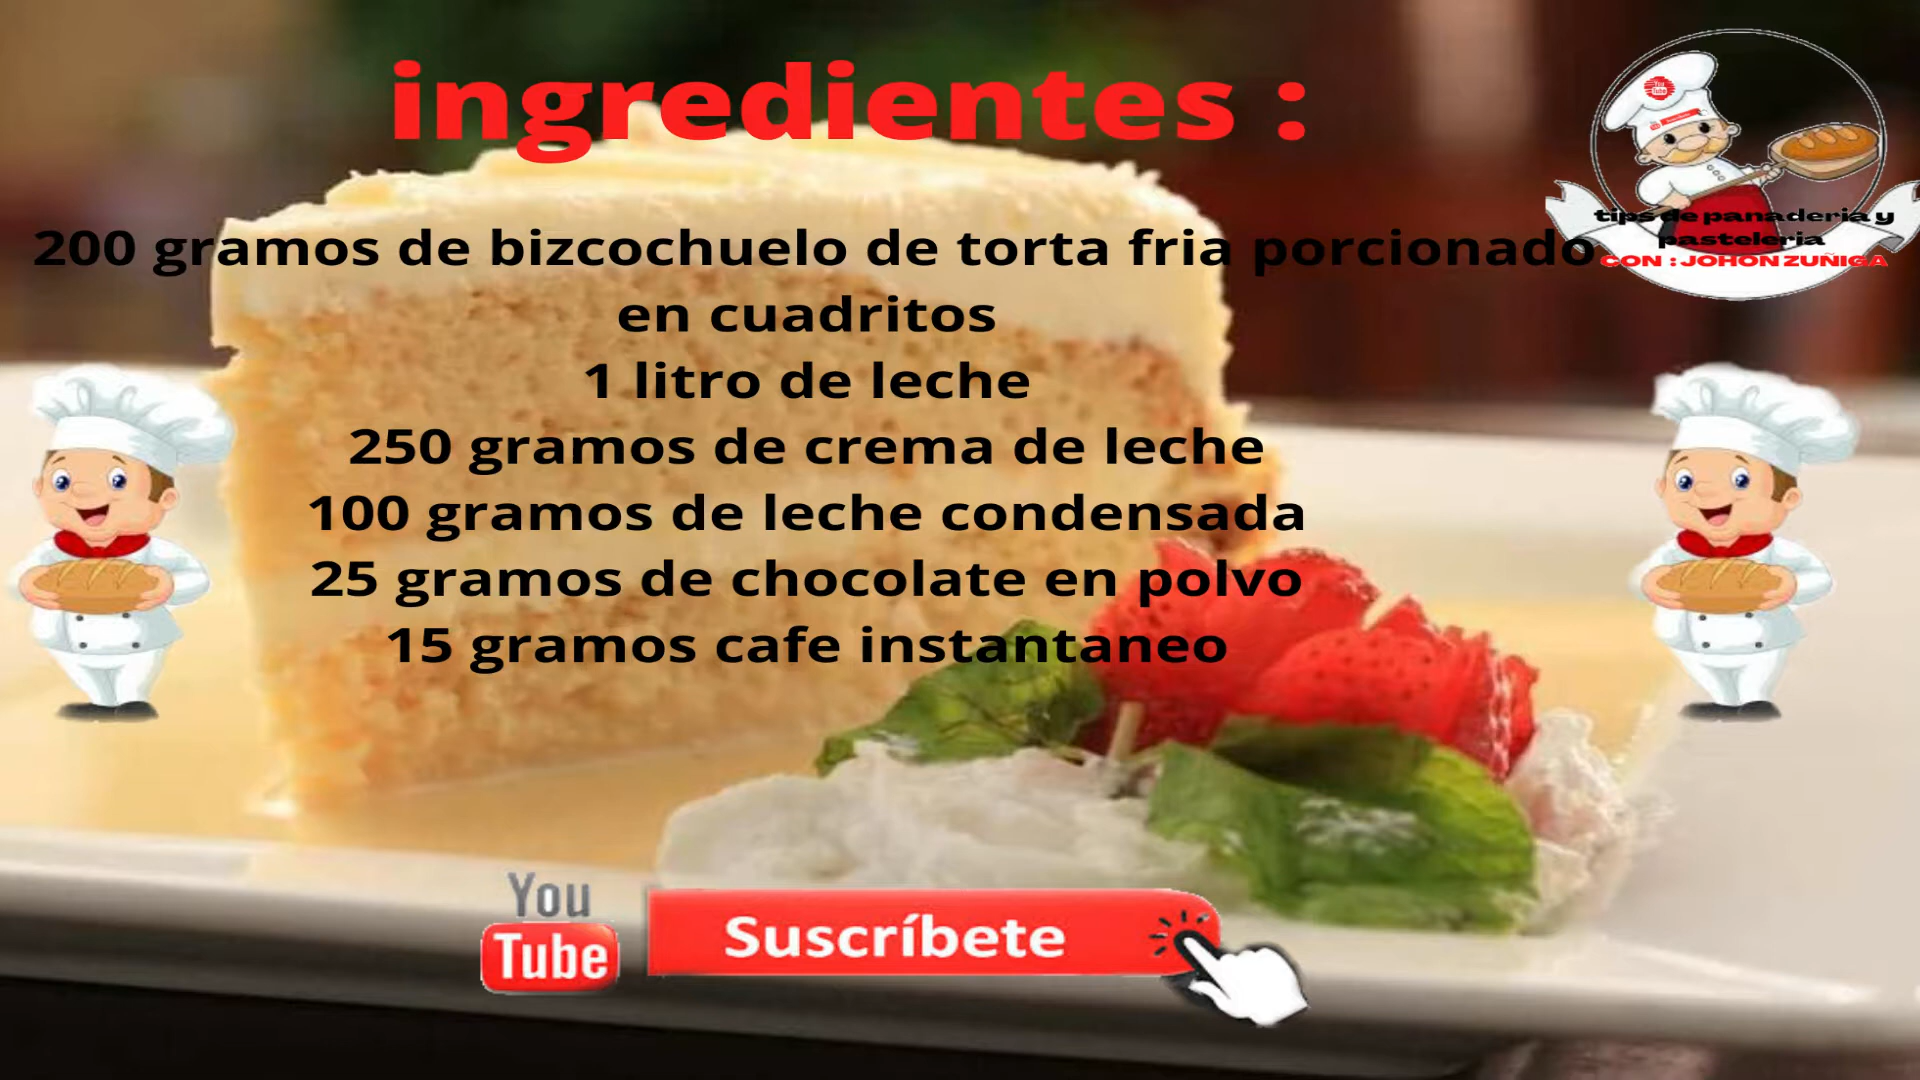 ingredientes :
200 gramos de bizcochuelo de torta fria porcionado
en cuadritos
1 litro de leche
250 gramos de crema de leche
100 gramos de leche condensada
25 gramos de chocolate en polvo
15 gramos cafe instantaneo
You
Tube
tips de panaderia y
pasteleria
CON : JOHON ZUÑIGA
You
Tube
Suscríbete